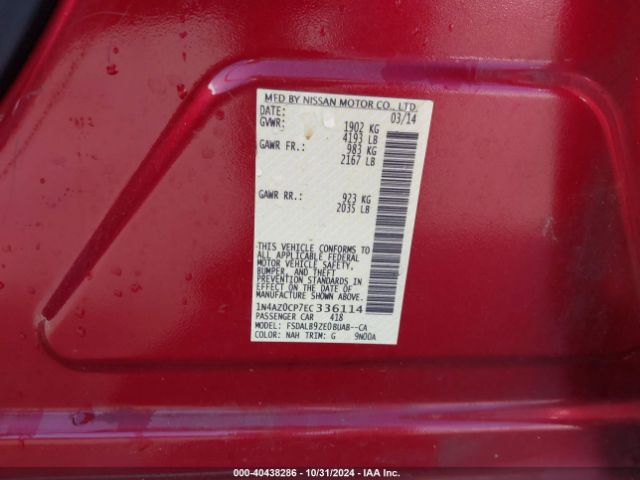 MFD BY NISSAN MOTOR CO., LTD.
DATE: 03/14
GVWR: 1902 KG
4193 LB
GAWR FR.: 983 KG
2167 LB
GAWR RR.: 923 KG
2035 LB
THIS VEHICLE CONFORMS TO
ALL APPLICABLE FEDERAL
MOTOR VEHICLE SAFETY,
BUMPER, AND THEFT
PREVENTION STANDARDS IN
EFFECT ON THE DATE OF
MANUFACTURE SHOWN ABOVE.
1N4AZ0CP7EC336114
PASSENGER CAR 418
MODEL: FSDALB9ZE0BUAB--CA
COLOR: NAH TRIM: G 9N00A
000-40438286 - 10/31/2024 - IAA Inc.